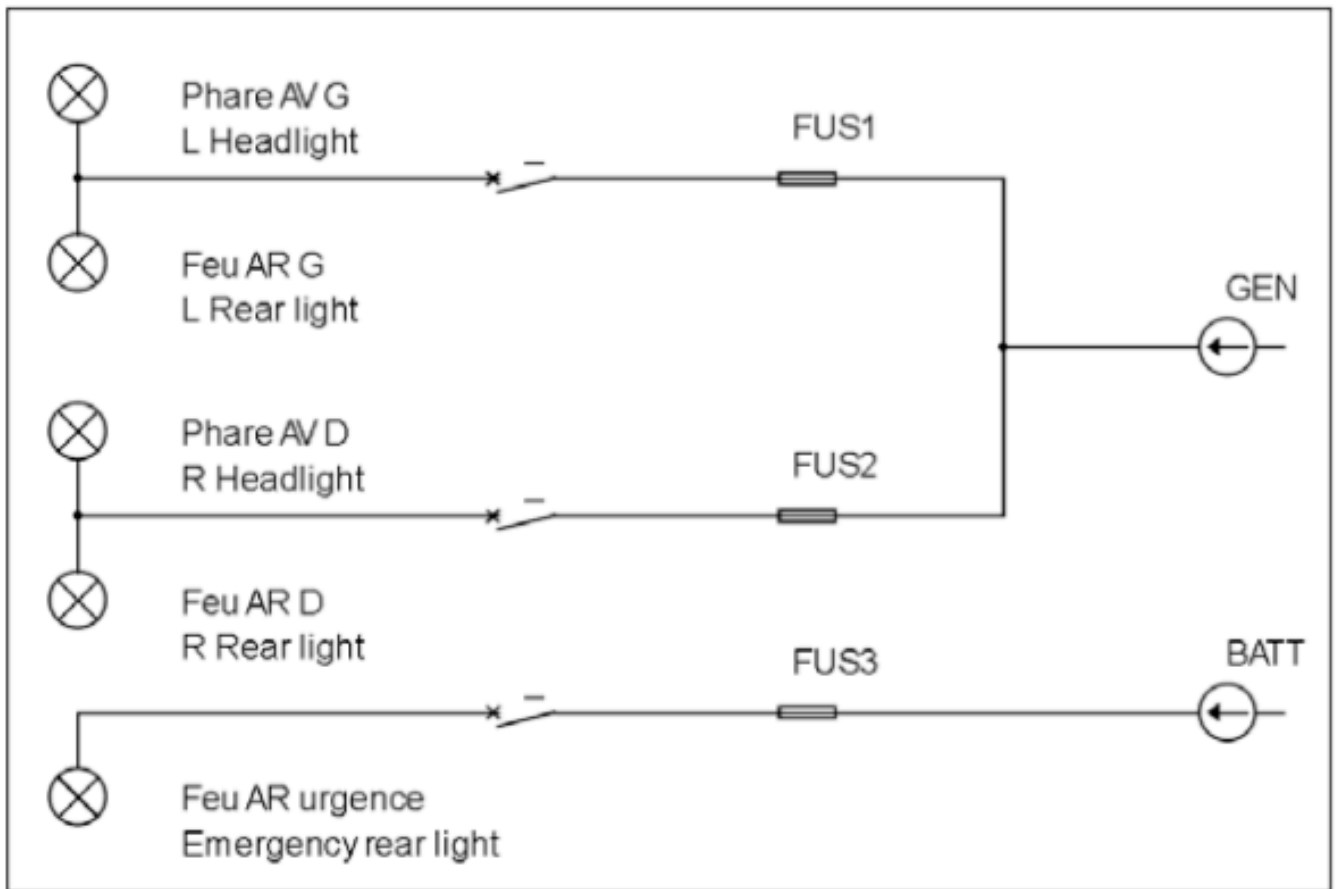 Phare AV G
L Headlight
FUS1
Feu AR G
L Rear light
GEN
Phare AV D
R Headlight
FUS2
Feu AR D
R Rear light
FUS3
BATT
Feu AR urgence
Emergency rear light